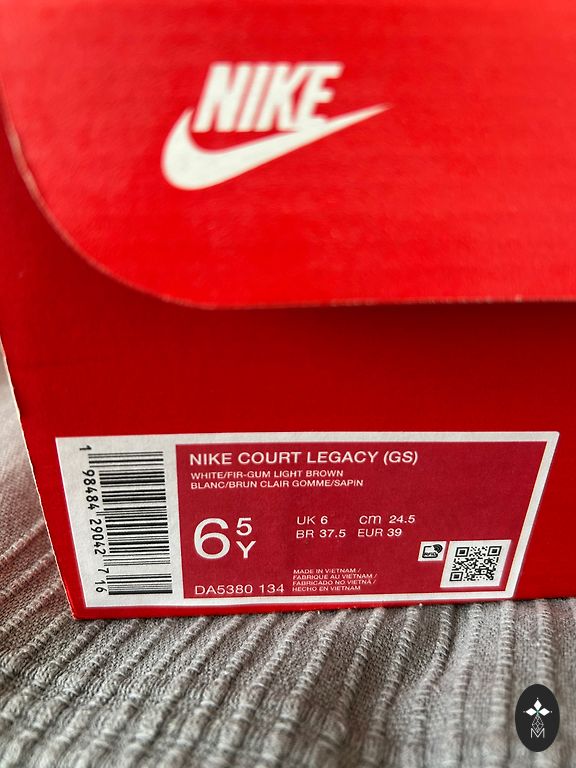 NIKE
1 98484 29042 7 16
NIKE COURT LEGACY (GS)
WHITE/FIR-GUM LIGHT BROWN
BLANC/BRUN CLAIR GOMME/SAPIN
6 5 Y
UK 6 cm 24.5
BR 37.5 EUR 39
DA5380 134
MADE IN VIETNAM /
FABRIQUE AU VIETNAM /
FABRICADO NO VIETNÃ /
HECHO EN VIETNAM
M